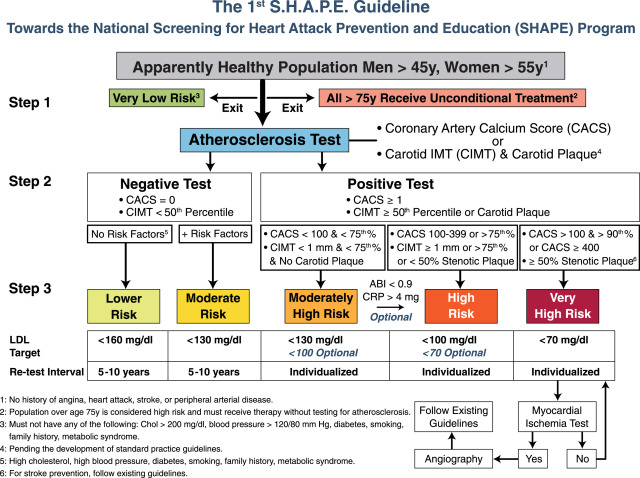 The 1st S.H.A.P.E. Guideline
Towards the National Screening for Heart Attack Prevention and Education (SHAPE) Program
Apparently Healthy Population Men > 45y, Women > 55y1
Step 1
Very Low Risk3
Exit
Exit
All > 75y Receive Unconditional Treatment2
Atherosclerosis Test
• Coronary Artery Calcium Score (CACS)
or
• Carotid IMT (CIMT) & Carotid Plaque4
Step 2
Negative Test
• CACS = 0
• CIMT < 50th Percentile
Positive Test
• CACS ≥ 1
• CIMT ≥ 50th Percentile or Carotid Plaque
No Risk Factors5
+ Risk Factors
• CACS < 100 & < 75th%
• CIMT < 1 mm & < 75th%
& No Carotid Plaque
• CACS 100-399 or > 75th%
• CIMT ≥ 1 mm or > 75th%
or < 50% Stenotic Plaque
• CACS > 100 & > 90th%
or CACS ≥ 400
• ≥ 50% Stenotic Plaque6
Step 3
Lower
Risk
Moderate
Risk
Moderately
High Risk
ABI < 0.9
CRP > 4 mg
Optional
High
Risk
Very
High Risk
LDL
Target
<160 mg/dl
<130 mg/dl
<130 mg/dl
<100 Optional
<100 mg/dl
<70 Optional
<70 mg/dl
Re-test Interval
5-10 years
5-10 years
Individualized
Individualized
Individualized
1: No history of angina, heart attack, stroke, or peripheral arterial disease.
2: Population over age 75y is considered high risk and must receive therapy without testing for atherosclerosis.
3: Must not have any of the following: Chol > 200 mg/dl, blood pressure > 120/80 mm Hg, diabetes, smoking,
family history, metabolic syndrome.
4: Pending the development of standard practice guidelines.
5: High cholesterol, high blood pressure, diabetes, smoking, family history, metabolic syndrome.
6: For stroke prevention, follow existing guidelines.
Follow Existing
Guidelines
Myocardial
Ischemia Test
Angiography
Yes
No